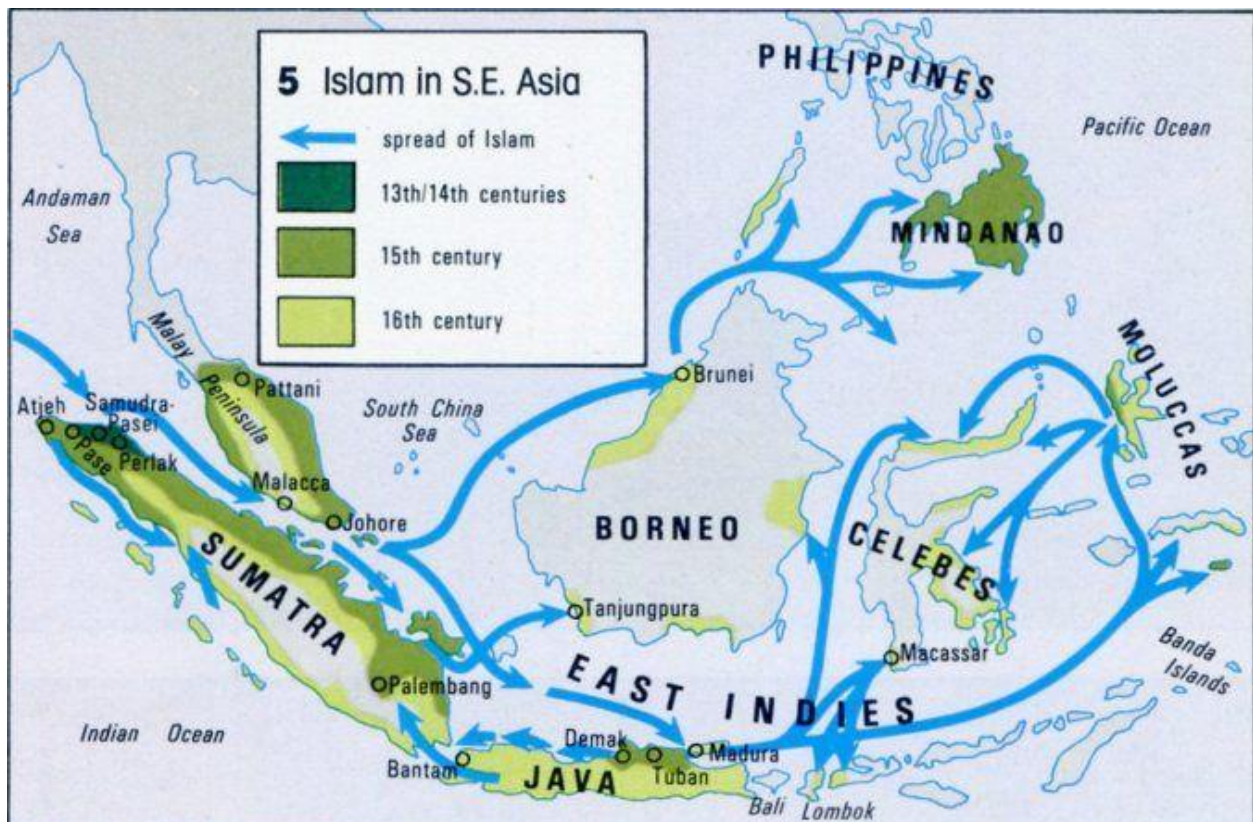 PHILIPPINES
5 Islam in S.E. Asia
spread of Islam
13th/14th centuries
15th century
16th century
Pacific Ocean
Andaman
Sea
MINDANAO
Malay
Peninsula
Pattani
South China
Sea
Brunei
MOLUCCAS
Atjeh
Samudra-
Pasei
Pase
Perlak
Malacca
Johore
BORNEO
CELEBES
SUMATRA
Tanjungpura
Macassar
Banda
Islands
EAST INDIES
Palembang
Indian Ocean
Demak
Madura
Bantam
JAVA
Tuban
Bali
Lombok